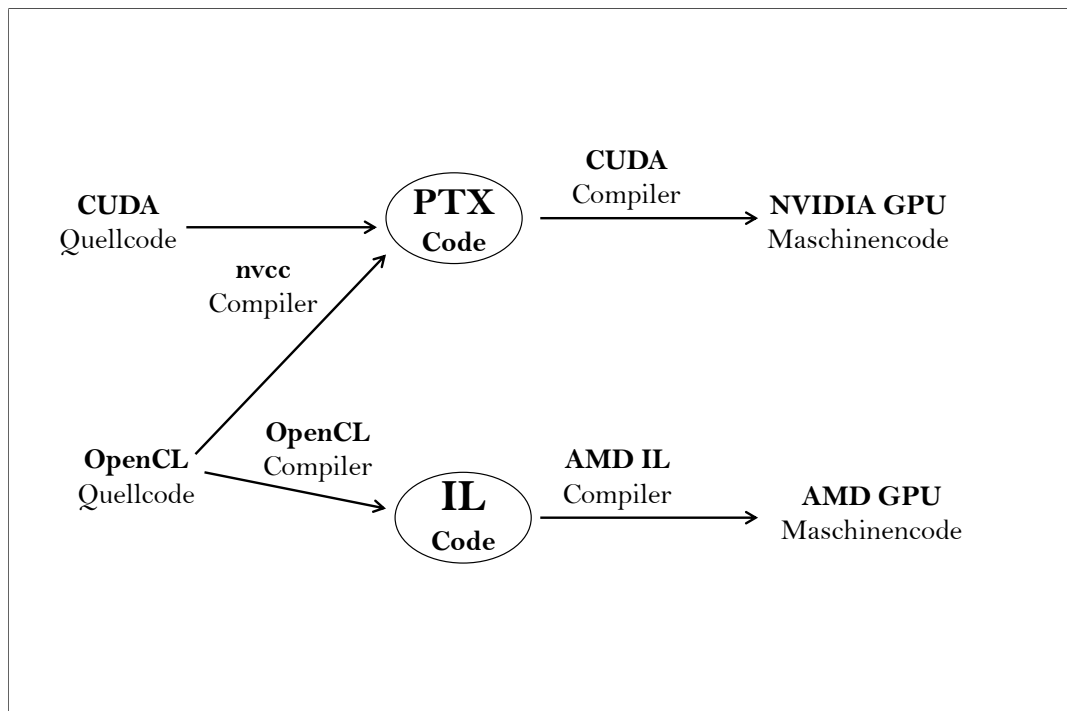 CUDA
Quellcode
nvcc
Compiler
PTX
Code
CUDA
Compiler
NVIDIA GPU
Maschinencode
OpenCL
Quellcode
OpenCL
Compiler
IL
Code
AMD IL
Compiler
AMD GPU
Maschinencode